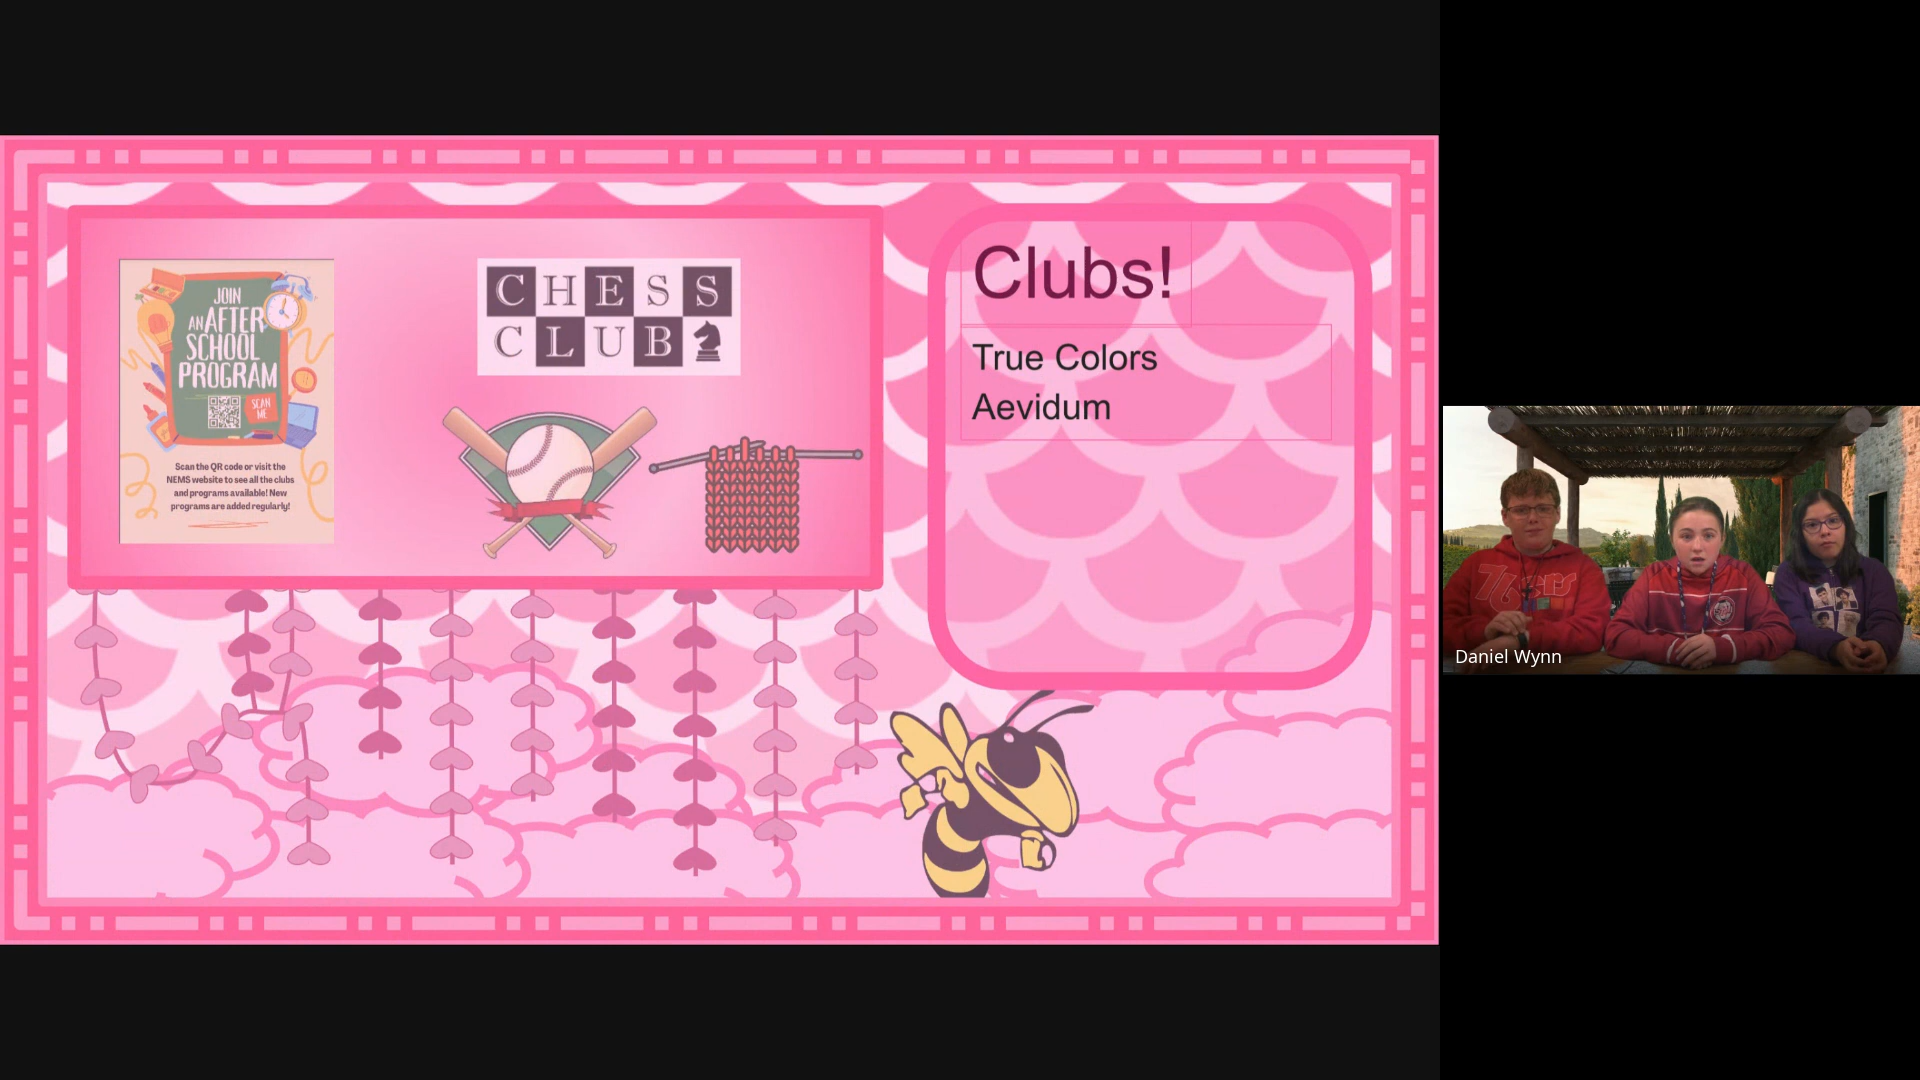 JOIN
AN AFTER
SCHOOL
PROGRAM
SCAN
ME
Scan the QR code or visit the
NEMS website to see all the clubs
and programs available! New
programs are added regularly!
CHESS
CLUB
Clubs!
True Colors
Aevidum
76ers
Daniel Wynn